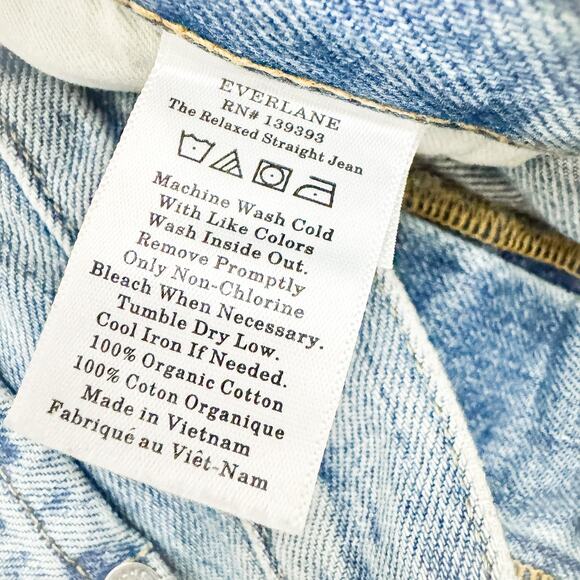 EVERLANE
RN# 139393
The Relaxed Straight Jean
Machine Wash Cold
With Like Colors
Wash Inside Out.
Remove Promptly
Only Non-Chlorine
Bleach When Necessary.
Tumble Dry Low.
Cool Iron If Needed.
100% Organic Cotton
100% Coton Organique
Made in Vietnam
Fabriqué au Viêt-Nam